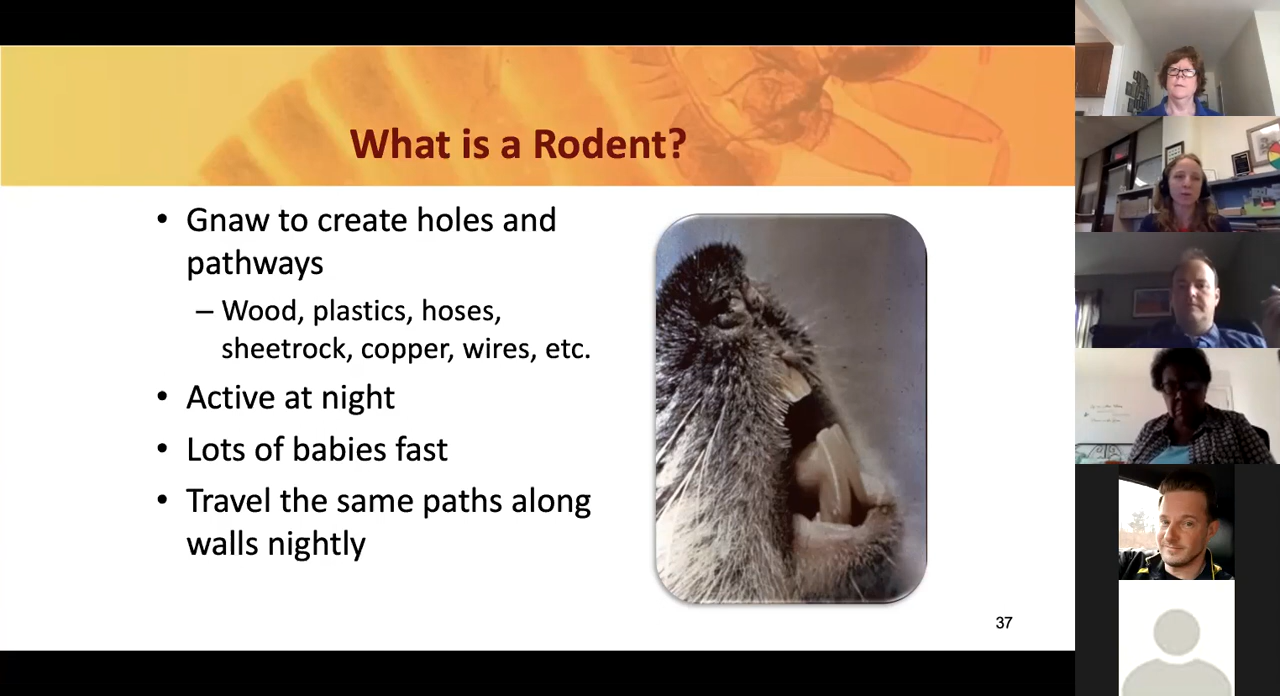 What is a Rodent?
• Gnaw to create holes and
pathways
– Wood, plastics, hoses,
sheetrock, copper, wires, etc.
• Active at night
• Lots of babies fast
• Travel the same paths along
walls nightly
37